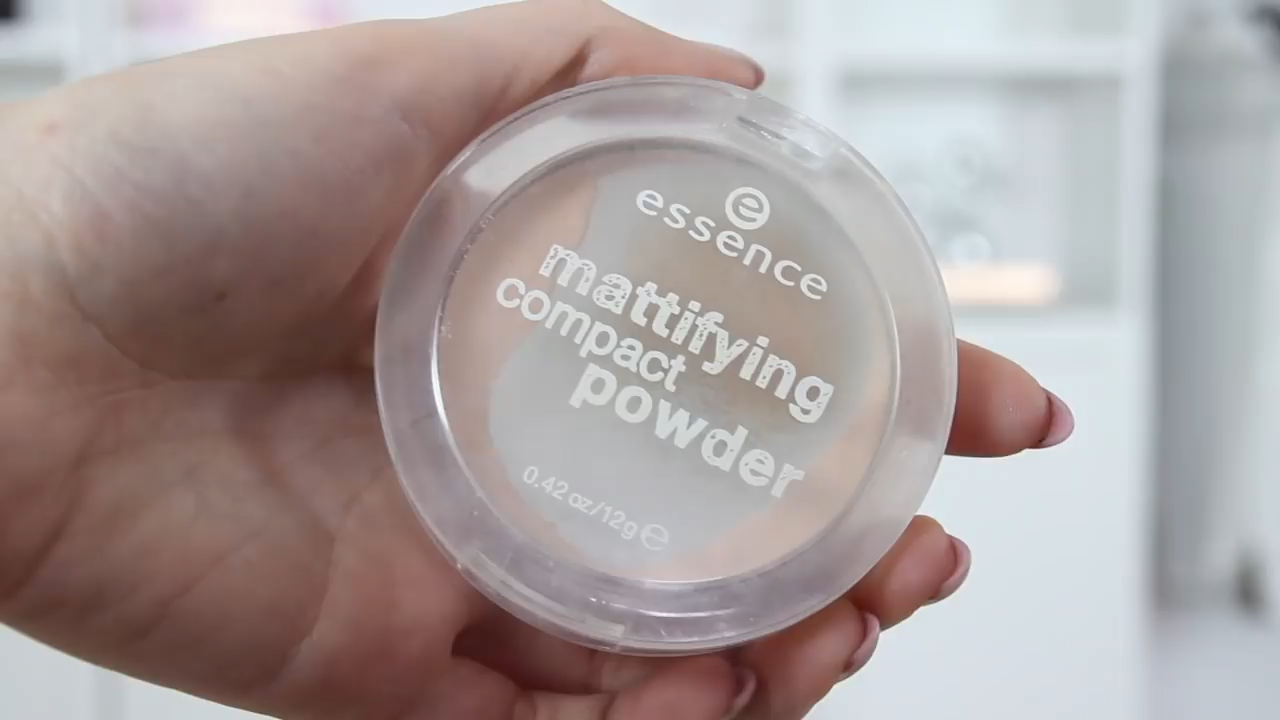 essence
mattifying
compact
powder
0.42 oz/12g ℮